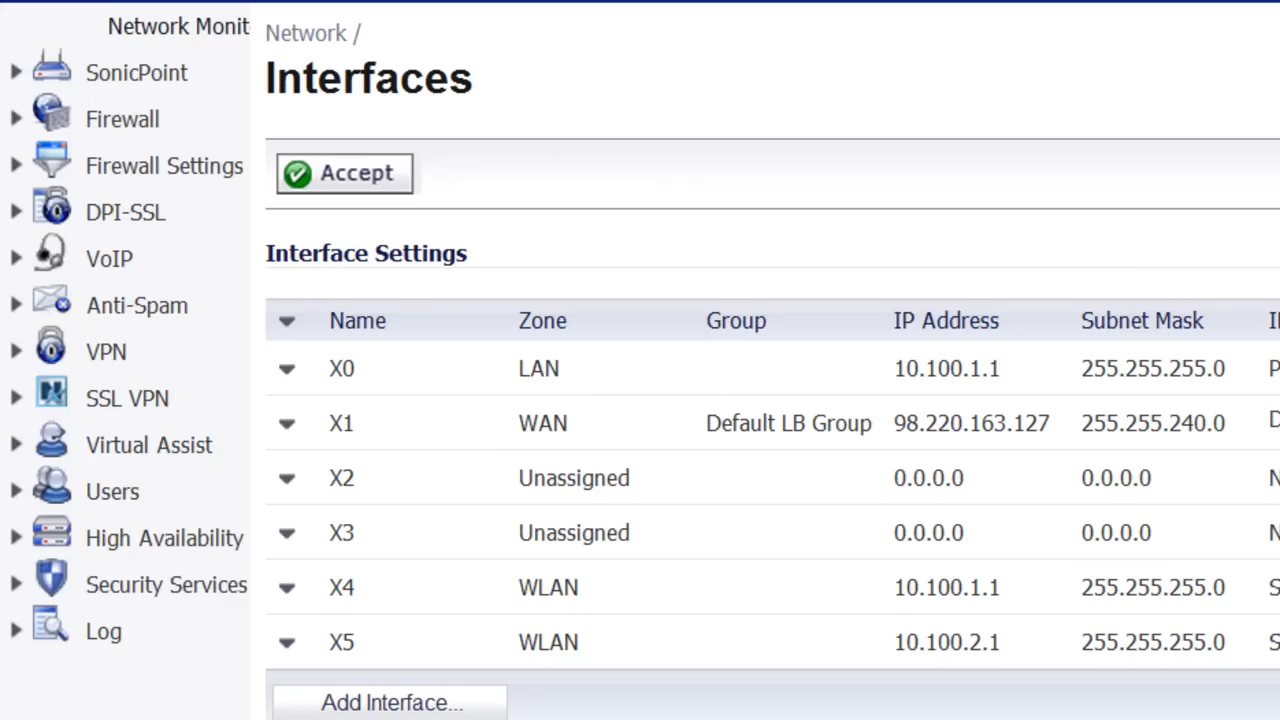 Network Monit
SonicPoint
Firewall
Firewall Settings
DPI-SSL
VoIP
Anti-Spam
VPN
SSL VPN
Virtual Assist
Users
High Availability
Security Services
Log
Network /
Interfaces
Accept
Interface Settings
Name Zone Group IP Address Subnet Mask
X0 LAN 10.100.1.1 255.255.255.0 P
X1 WAN Default LB Group 98.220.163.127 255.255.240.0
X2 Unassigned 0.0.0.0 0.0.0.0 N
X3 Unassigned 0.0.0.0 0.0.0.0 N
X4 WLAN 10.100.1.1 255.255.255.0 S
X5 WLAN 10.100.2.1 255.255.255.0 S
Add Interface...